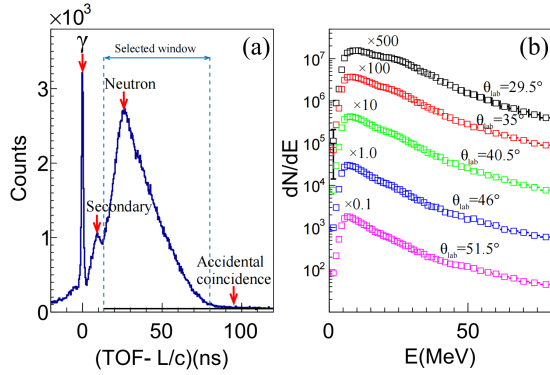 ×10³
γ
Selected window
(a)
Neutron
Secondary
Accidental
coincidence
Counts
3
2
1
0
0
50
100
(TOF- L/c)(ns)
(b)
×500
×100
×10
×1.0
×0.1
θlab=29.5°
θlab=35°
θlab=40.5°
θlab=46°
θlab=51.5°
dN/dE
10⁷
10⁶
10⁵
10⁴
10³
10²
0
50
E(MeV)